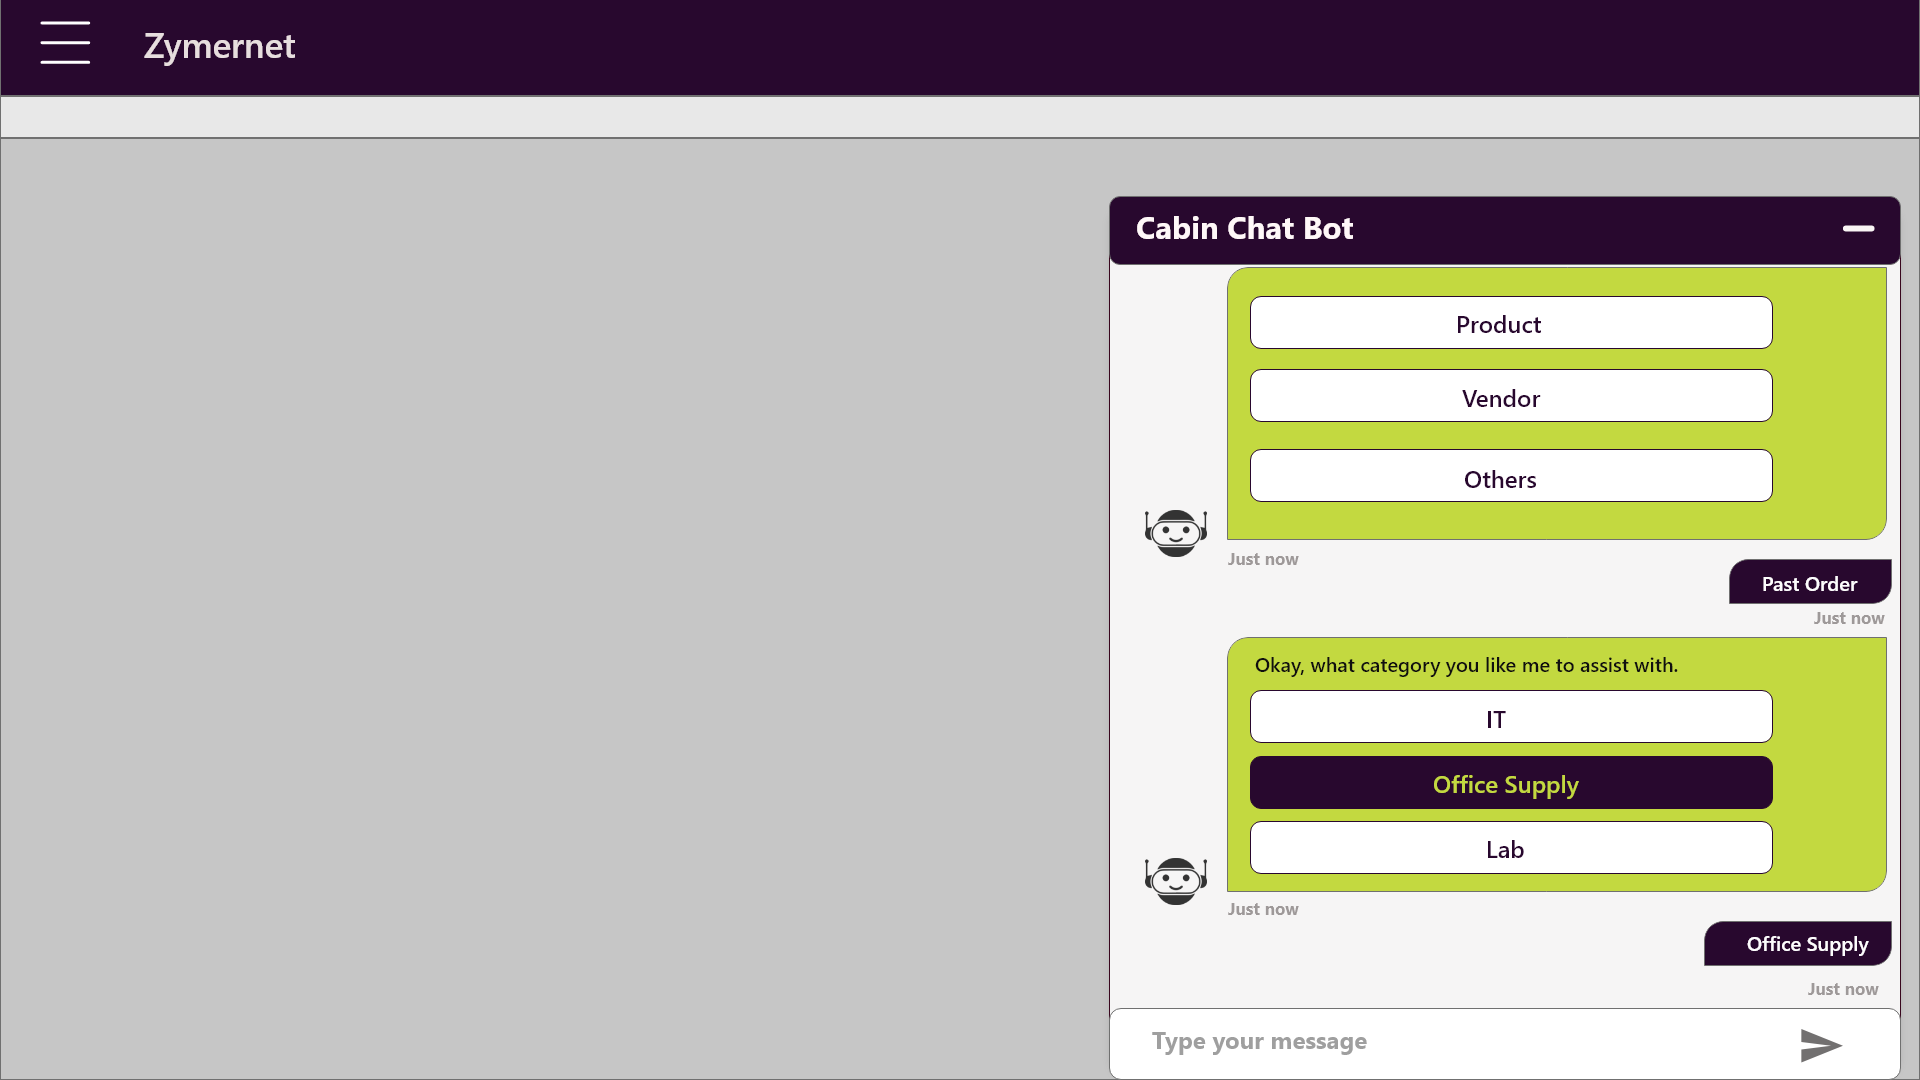 Zymernet
Cabin Chat Bot
Product
Vendor
Others
Just now
Past Order
Just now
Okay, what category you like me to assist with.
IT
Office Supply
Lab
Just now
Office Supply
Just now
Type your message